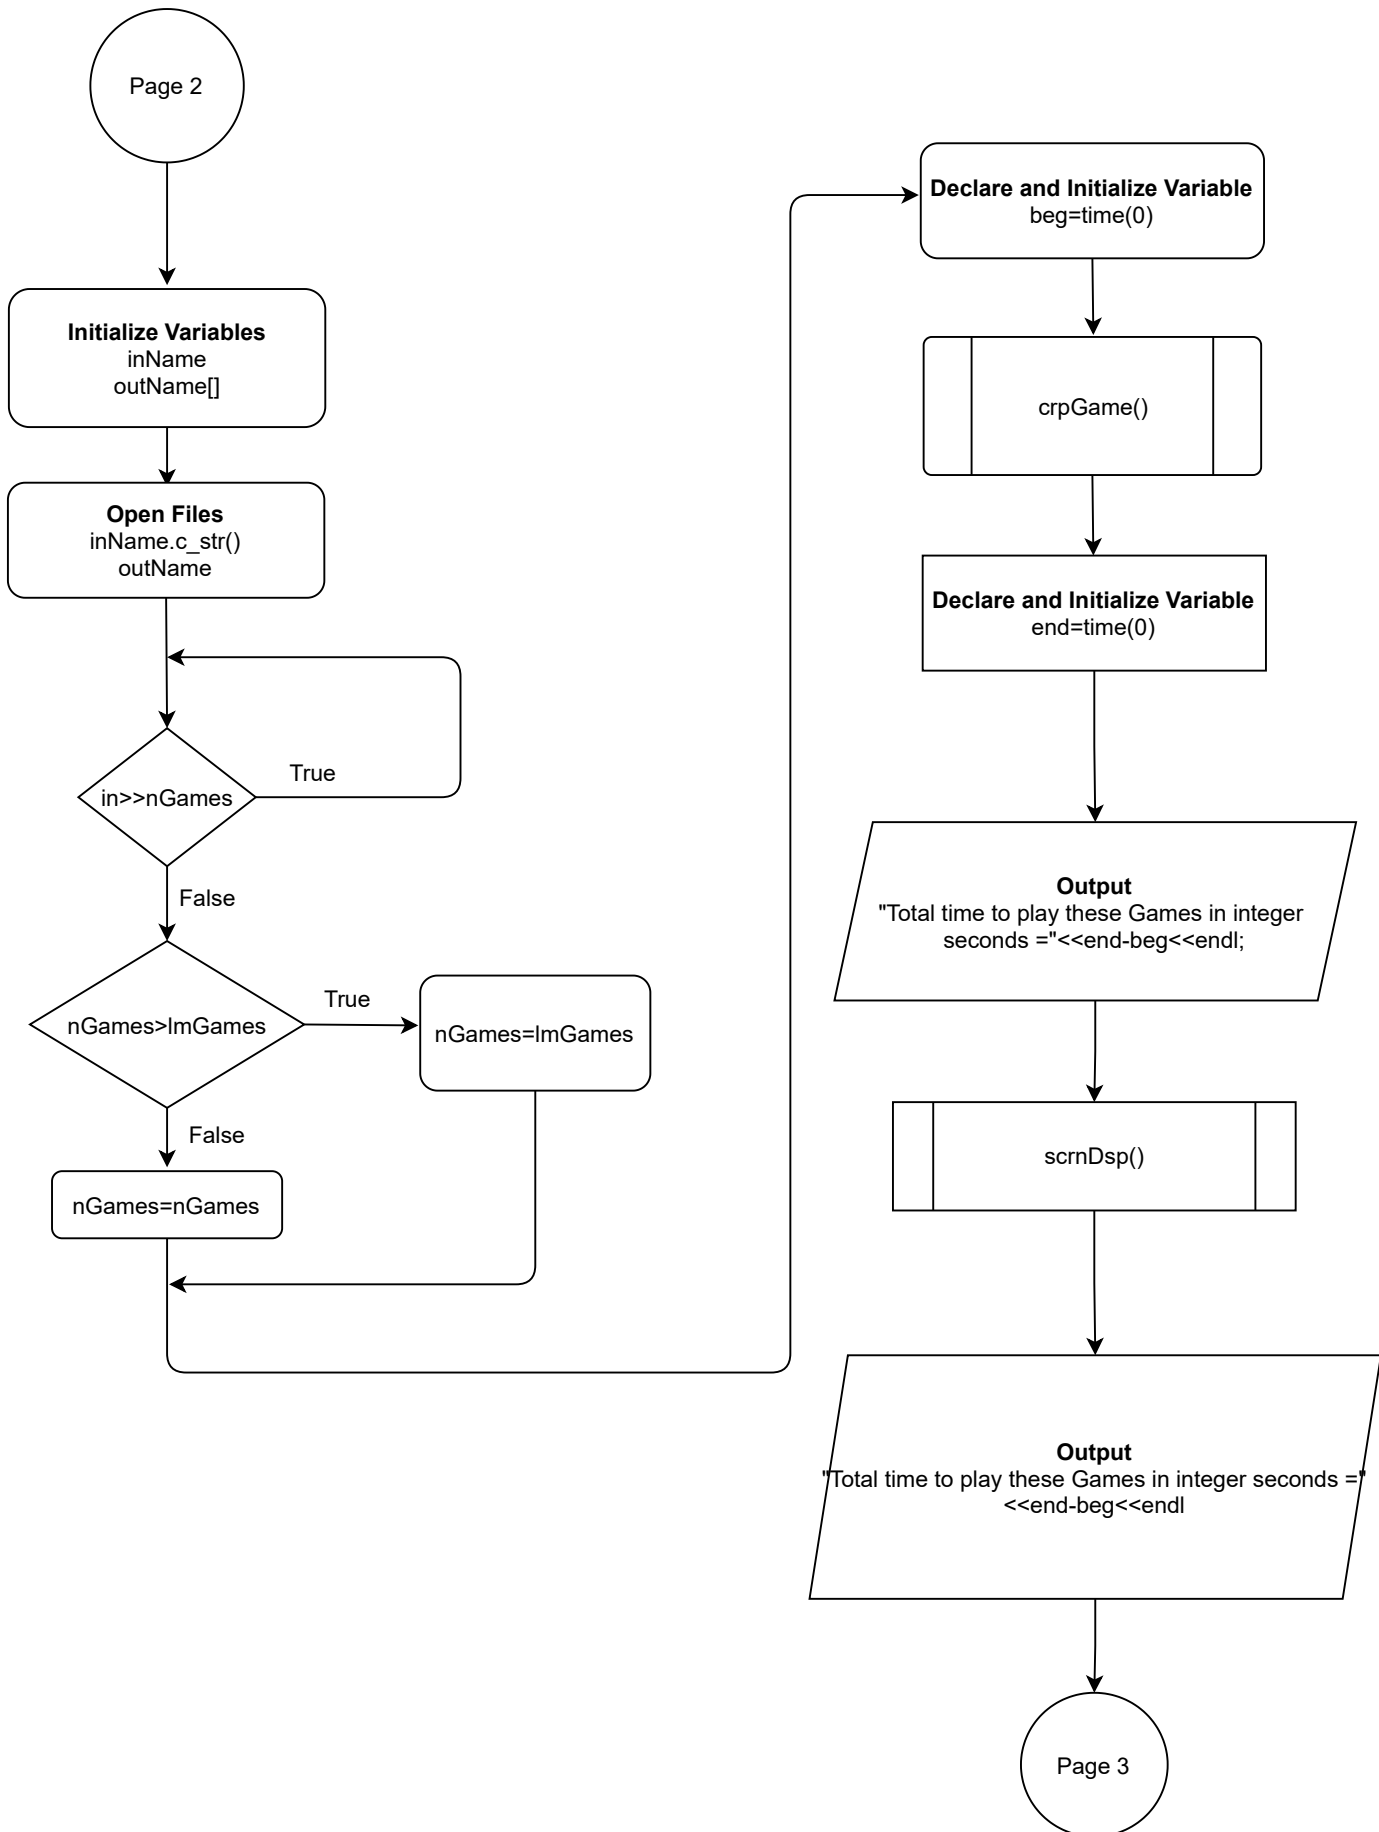 Page 2
Initialize Variables
inName
outName[]
Open Files
inName.c_str()
outName
in>>nGames
True
False
nGames>lmGames
True
nGames=lmGames
False
nGames=nGames
Declare and Initialize Variable
beg=time(0)
crpGame()
Declare and Initialize Variable
end=time(0)
Output
"Total time to play these Games in integer
seconds ="<<end-beg<<endl;
scrnDsp()
Output
"Total time to play these Games in integer seconds ="
<<end-beg<<endl
Page 3